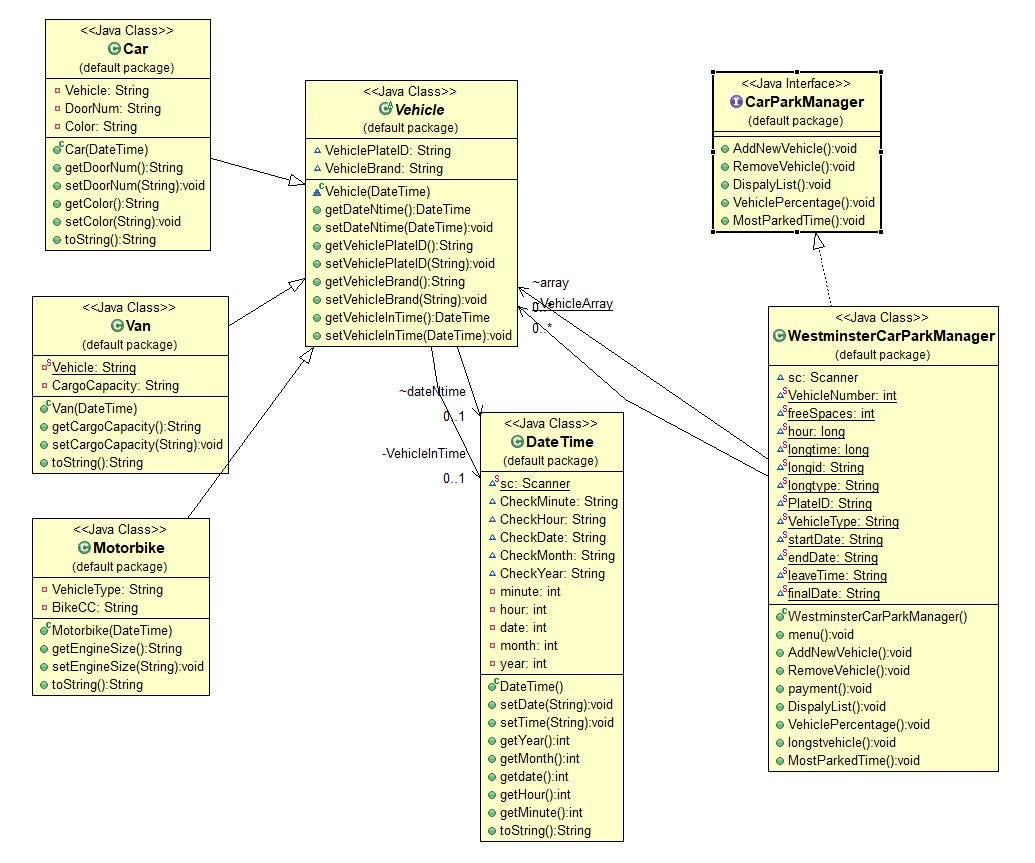 <<Java Class>>
Car
(default package)
Vehicle: String
DoorNum: String
Color: String
Car(DateTime)
getDoorNum():String
setDoorNum(String):void
getColor():String
setColor(String):void
toString():String
<<Java Class>>
Vehicle
(default package)
VehiclePlateID: String
VehicleBrand: String
Vehicle(DateTime)
getDateNtime():DateTime
setDateNtime(DateTime):void
getVehiclePlateID():String
setVehiclePlateID(String):void
getVehicleBrand():String
setVehicleBrand(String):void
getVehicleInTime():DateTime
setVehicleInTime(DateTime):void
<<Java Interface>>
CarParkManager
(default package)
AddNewVehicle():void
RemoveVehicle():void
DispalyList():void
VehiclePercentage():void
MostParkedTime():void
~array
0..*
~VehicleArray
0..*
<<Java Class>>
Van
(default package)
Vehicle: String
CargoCapacity: String
Van(DateTime)
getCargoCapacity():String
setCargoCapacity(String):void
toString():String
~dateNtime
0..1
-VehicleInTime
0..1
<<Java Class>>
Motorbike
(default package)
VehicleType: String
BikeCC: String
Motorbike(DateTime)
getEngineSize():String
setEngineSize(String):void
toString():String
<<Java Class>>
DateTime
(default package)
sc: Scanner
CheckMinute: String
CheckHour: String
CheckDate: String
CheckMonth: String
CheckYear: String
minute: int
hour: int
date: int
month: int
year: int
DateTime()
setDate(String):void
setTime(String):void
getYear():int
getMonth():int
getdate():int
getHour():int
getMinute():int
toString():String
<<Java Class>>
WestminsterCarParkManager
(default package)
sc: Scanner
VehicleNumber: int
freeSpaces: int
hour: long
longtime: long
longid: String
longtype: String
PlateID: String
VehicleType: String
startDate: String
endDate: String
leaveTime: String
finalDate: String
WestminsterCarParkManager()
menu():void
AddNewVehicle():void
RemoveVehicle():void
payment():void
DispalyList():void
VehiclePercentage():void
longstvehicle():void
MostParkedTime():void